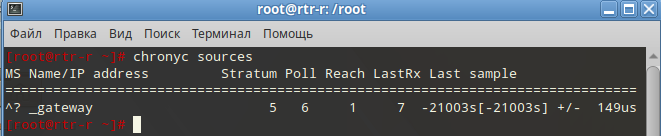 root@rtr-r: /root
Файл Правка Вид Поиск Терминал Помощь
[root@rtr-r ~]# chronyc sources
MS Name/IP address         Stratum Poll Reach LastRx Last sample
===============================================================================
^? _gateway                      5   6     1     7  -21003s[-21003s] +/-  149us
[root@rtr-r ~]#